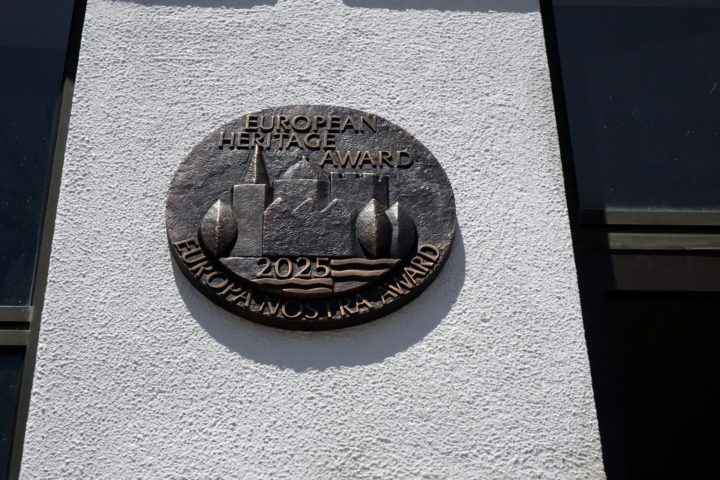 EUROPEAN
HERITAGE
AWARD
2025
EUROPA NOSTRA AWARD